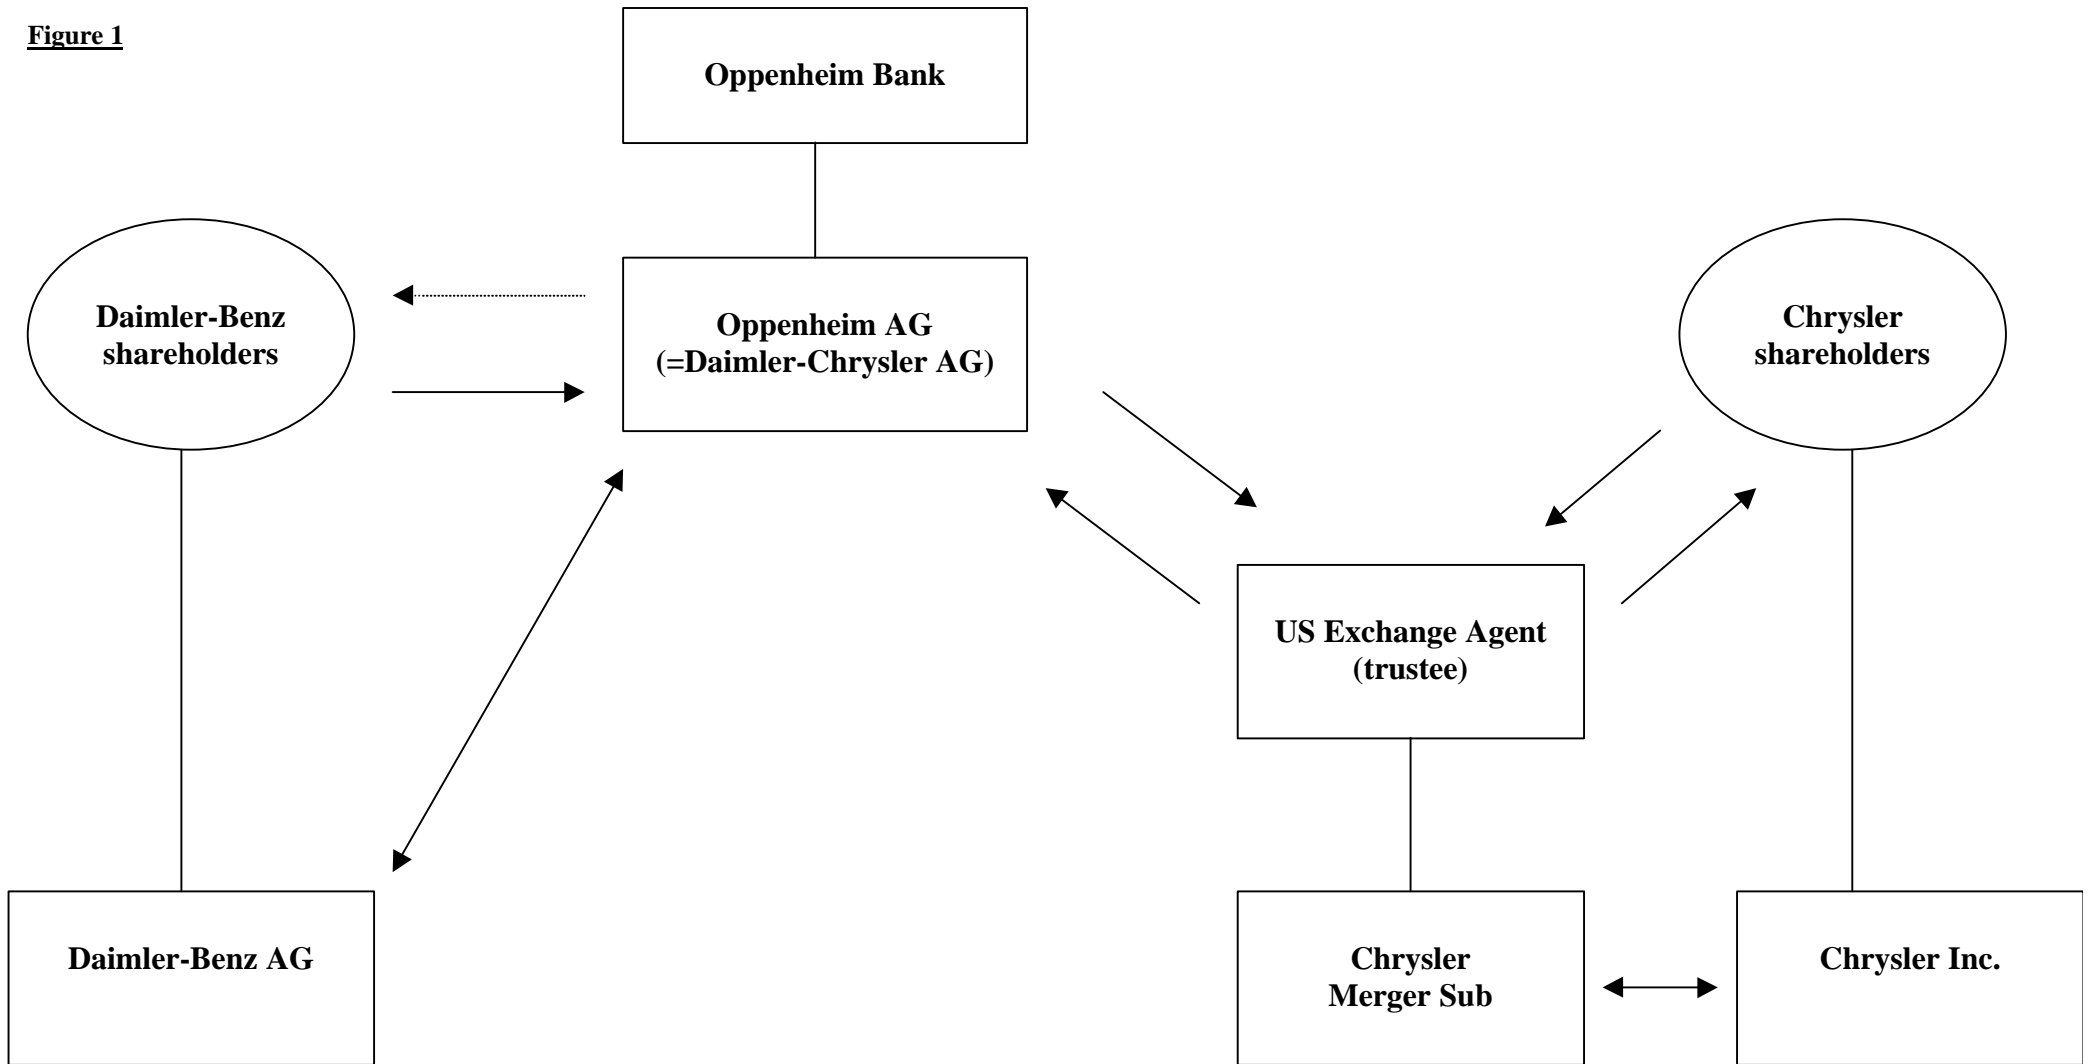 Figure 1
Oppenheim Bank
Daimler-Benz
shareholders
Oppenheim AG
(=Daimler-Chrysler AG)
Chrysler
shareholders
US Exchange Agent
(trustee)
Daimler-Benz AG
Chrysler
Merger Sub
Chrysler Inc.